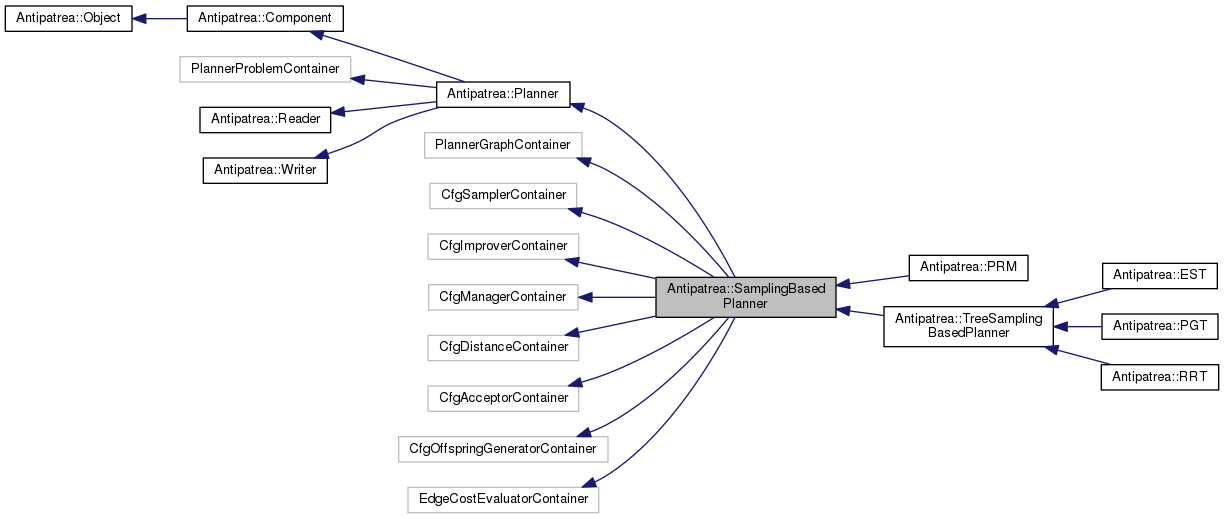 Antipatrea::Object
Antipatrea::Component
PlannerProblemContainer
Antipatrea::Reader
Antipatrea::Writer
Antipatrea::Planner
PlannerGraphContainer
CfgSamplerContainer
CfgImproverContainer
CfgManagerContainer
CfgDistanceContainer
CfgAcceptorContainer
CfgOffspringGeneratorContainer
EdgeCostEvaluatorContainer
Antipatrea::SamplingBased
Planner
Antipatrea::PRM
Antipatrea::TreeSampling
BasedPlanner
Antipatrea::EST
Antipatrea::PGT
Antipatrea::RRT